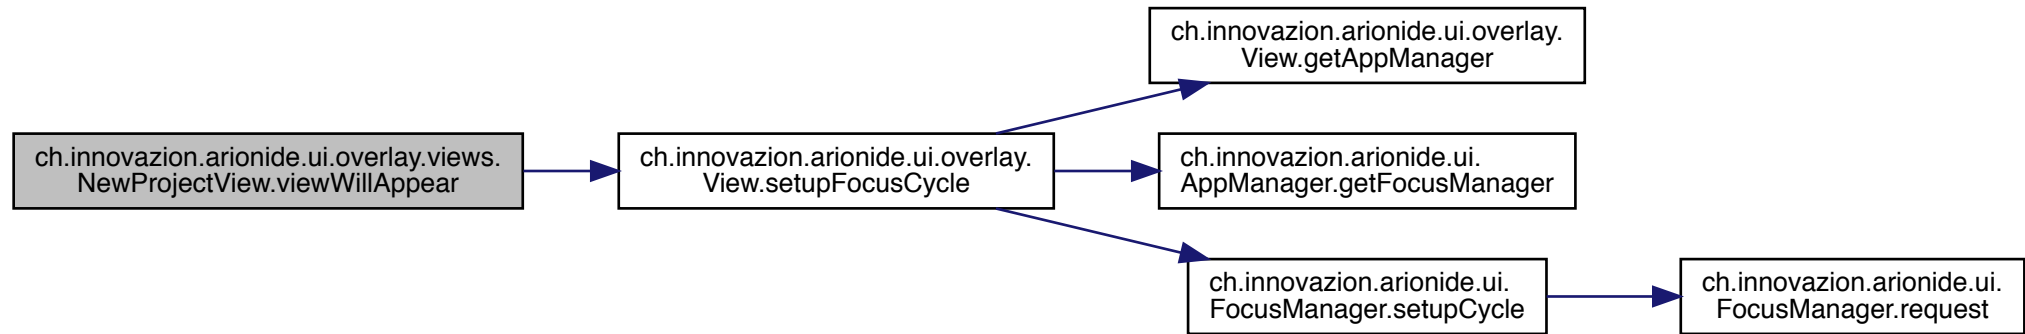 ch.innovazion.arionide.ui.overlay.views.
NewProjectView.viewWillAppear
ch.innovazion.arionide.ui.overlay.
View.setupFocusCycle
ch.innovazion.arionide.ui.overlay.
View.getAppManager
ch.innovazion.arionide.ui.
AppManager.getFocusManager
ch.innovazion.arionide.ui.
FocusManager.setupCycle
ch.innovazion.arionide.ui.
FocusManager.request